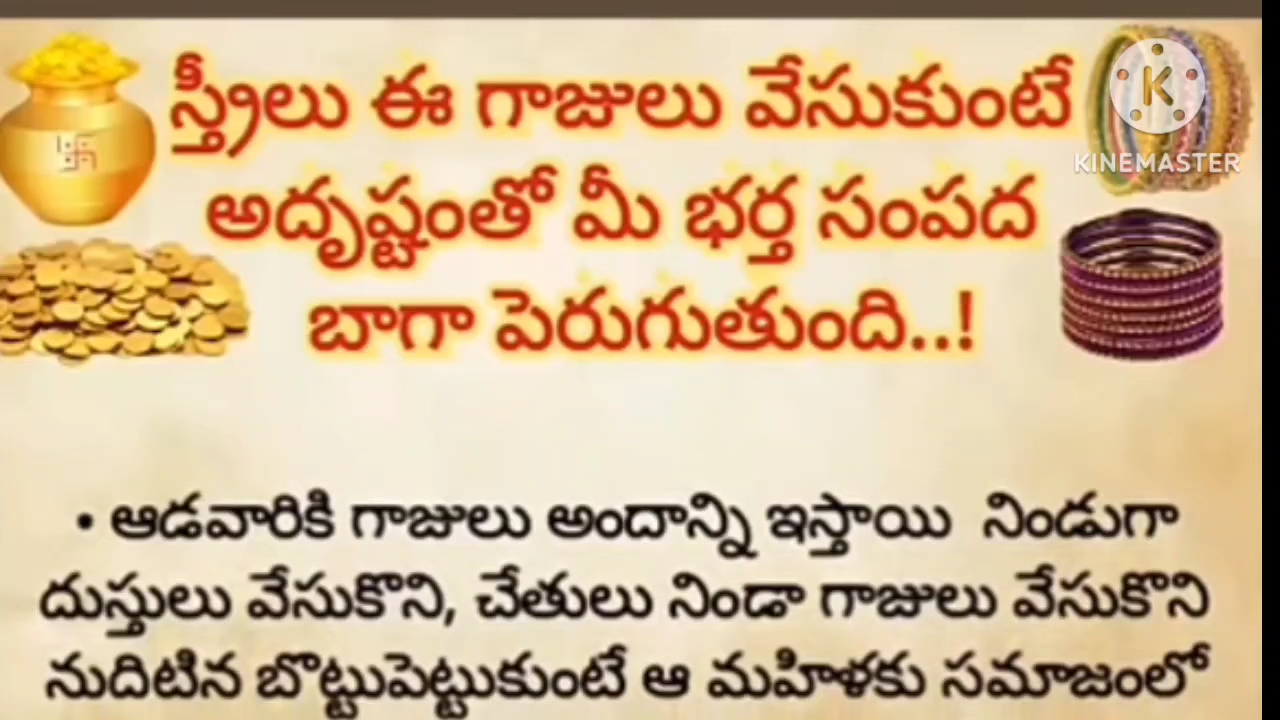 స్త్రీలు ఈ గాజులు వేసుకుంటే
అదృష్టంతో మీ భర్త సంపద
బాగా పెరుగుతుంది..!
K
KINEMASTER
• ఆడవారికి గాజులు అందాన్ని ఇస్తాయి నిండుగా
దుస్తులు వేసుకొని, చేతులు నిండా గాజులు వేసుకొని
నుదిటిన బొట్టుపెట్టుకుంటే ఆ మహిళకు సమాజంలో